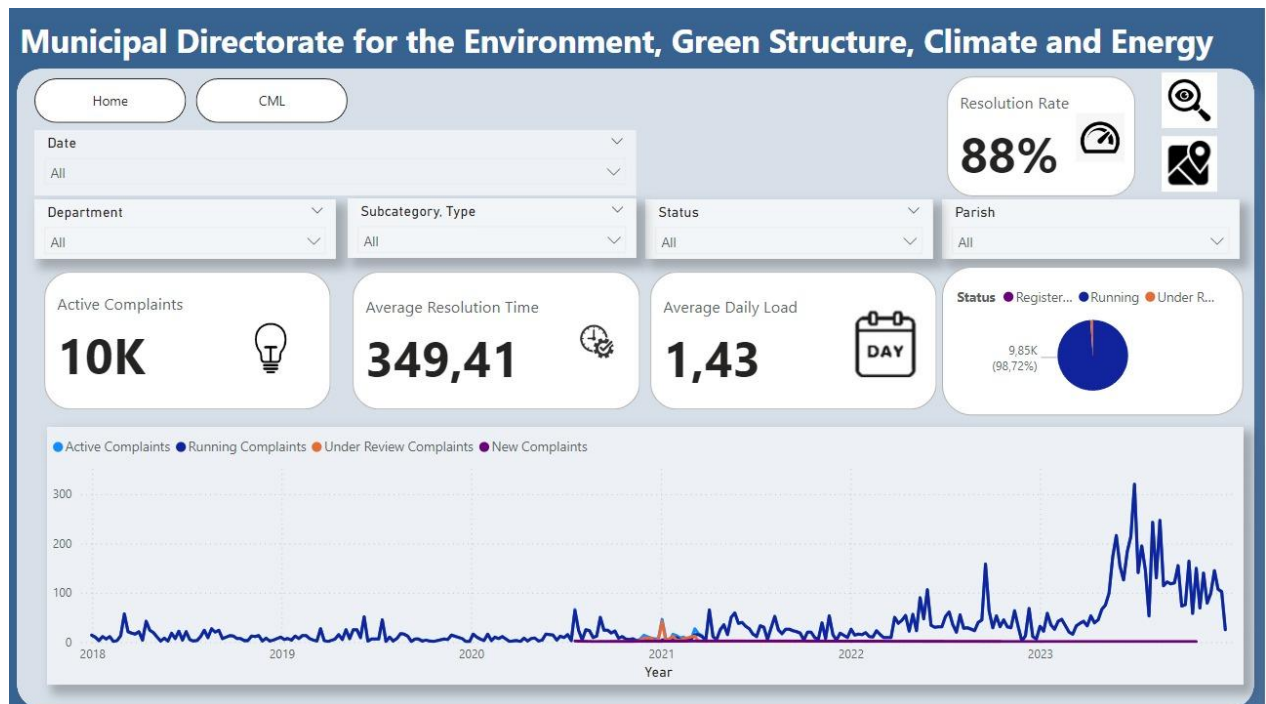 Municipal Directorate for the Environment, Green Structure, Climate and Energy
Home
CML
Resolution Rate
88%
Date
All
Department
All
Subcategory, Type
All
Status
All
Parish
All
Active Complaints
10K
Average Resolution Time
349,41
Average Daily Load
1,43
DAY
Status Register... Running Under R...
9,85K
(98,72%)
Active Complaints Running Complaints Under Review Complaints New Complaints
300
200
100
0
2018 2019 2020 2021 2022 2023
Year